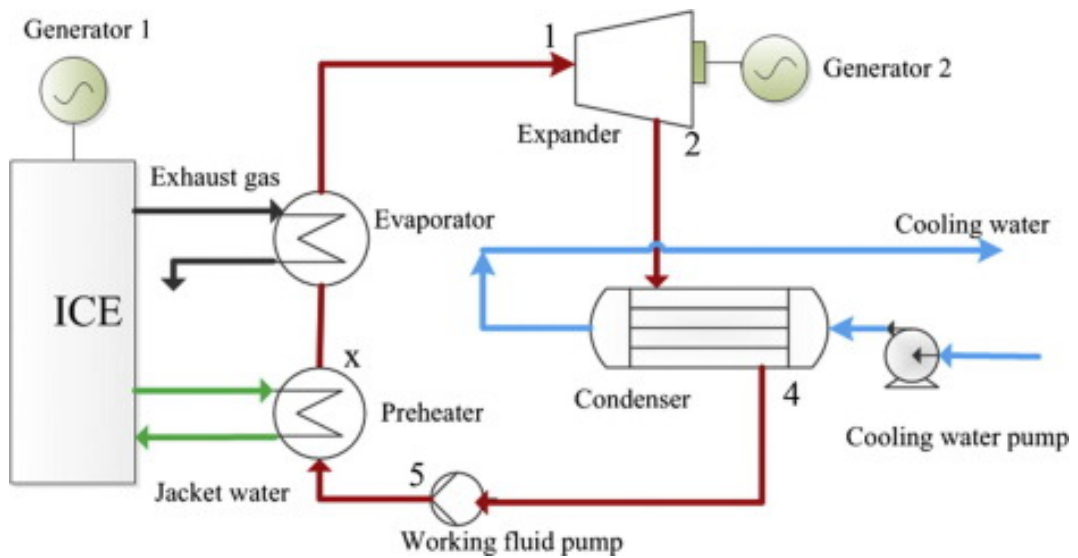 Generator 1
1
Generator 2
Expander
2
Exhaust gas
Evaporator
Cooling water
ICE
x
Preheater
Condenser
4
Cooling water pump
5
Jacket water
Working fluid pump